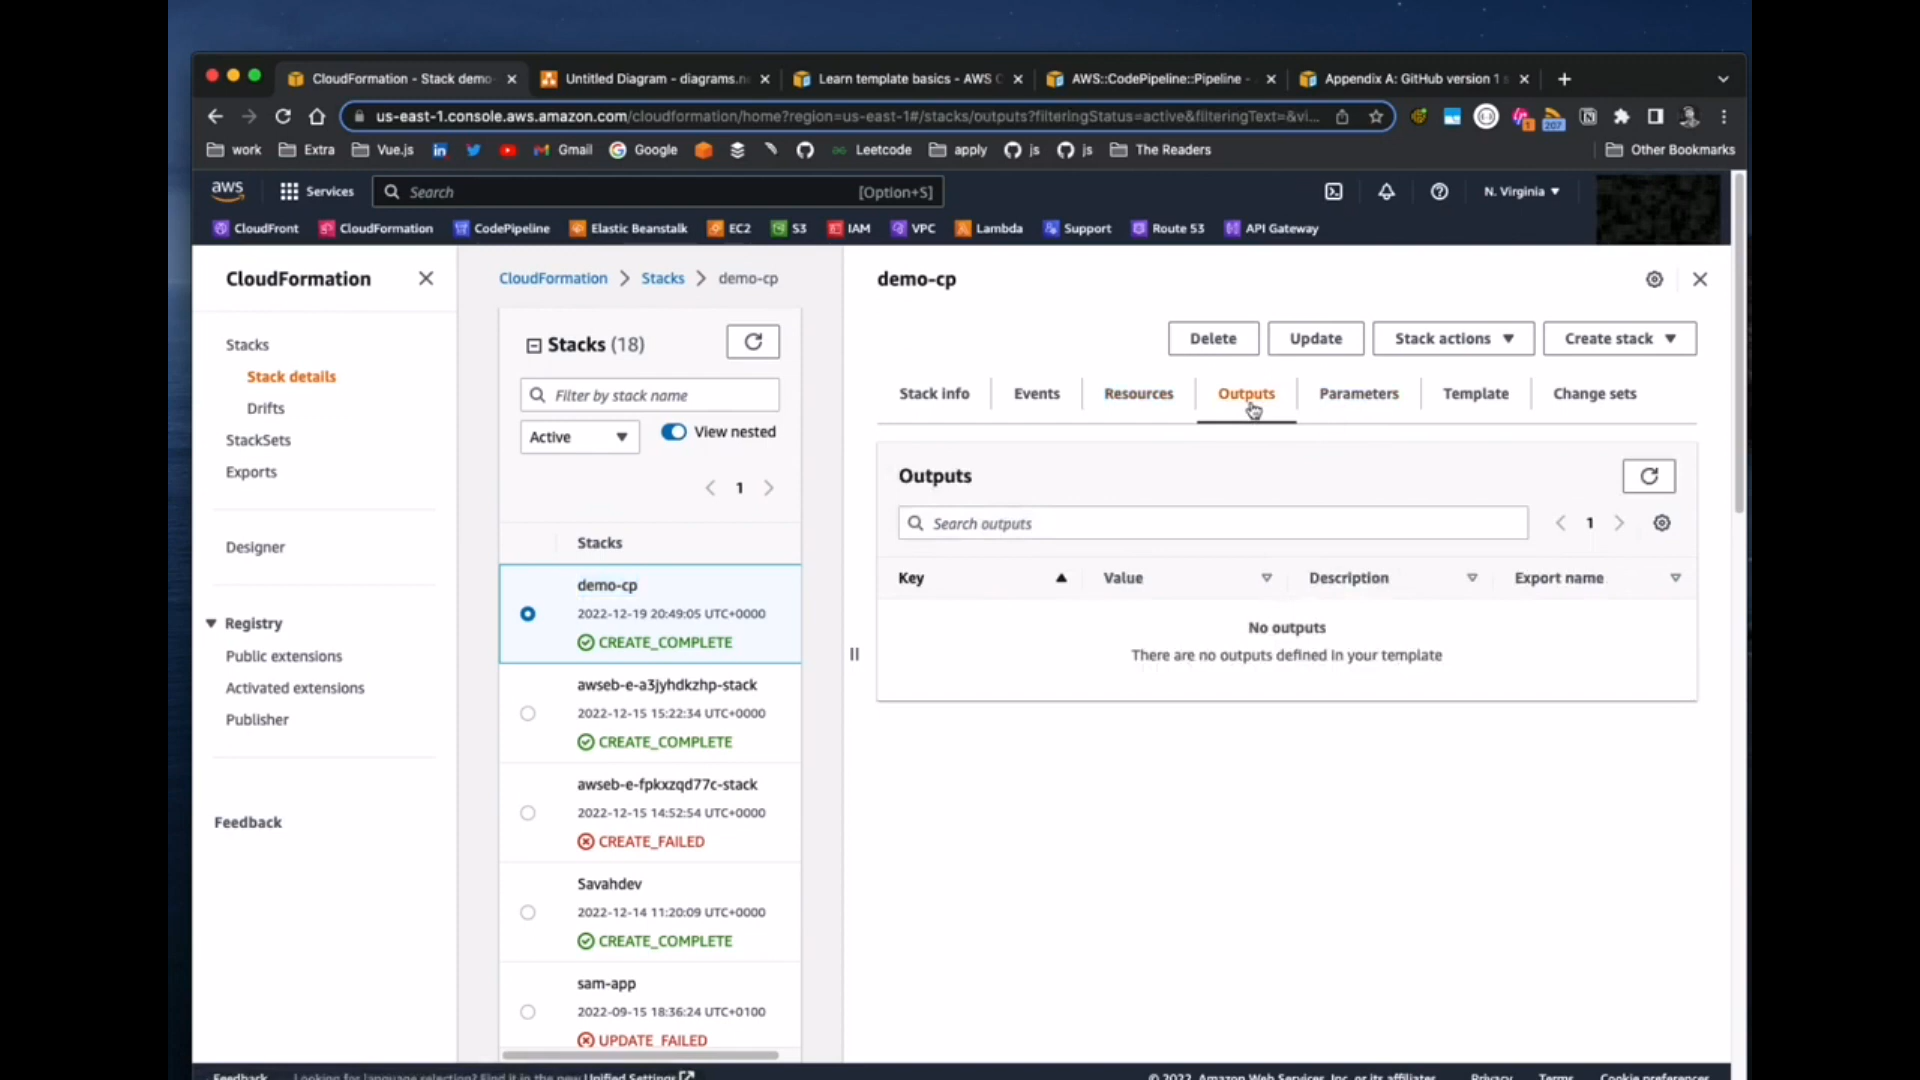 CloudFormation - Stack demo-
Untitled Diagram - diagrams.n
Learn template basics - AWS C
AWS::CodePipeline::Pipeline -
Appendix A: GitHub version 1 s
us-east-1.console.aws.amazon.com/cloudformation/home?region=us-east-1#/stacks/outputs?filteringStatus=active&filteringText=&vi...
1
207
work
Extra
Vue.js
Gmail
Google
Leetcode
apply
js
js
The Readers
Other Bookmarks
aws
Services
Search
[Option+S]
N. Virginia
CloudFront
CloudFormation
CodePipeline
Elastic Beanstalk
EC2
S3
IAM
VPC
Lambda
Support
Route 53
API Gateway
CloudFormation
Stacks
Stack details
Drifts
StackSets
Exports
Designer
Registry
Public extensions
Activated extensions
Publisher
Feedback
CloudFormation > Stacks > demo-cp
Stacks (18)
Filter by stack name
Active
View nested
1
Stacks
demo-cp
2022-12-19 20:49:05 UTC+0000
CREATE_COMPLETE
awseb-e-a3jyhdkzhp-stack
2022-12-15 15:22:34 UTC+0000
CREATE_COMPLETE
awseb-e-fpkxzqd77c-stack
2022-12-15 14:52:54 UTC+0000
CREATE_FAILED
Savahdev
2022-12-14 11:20:09 UTC+0000
CREATE_COMPLETE
sam-app
2022-09-15 18:36:24 UTC+0100
UPDATE_FAILED
demo-cp
Delete
Update
Stack actions
Create stack
Stack info
Events
Resources
Outputs
Parameters
Template
Change sets
Outputs
Search outputs
1
Key
Value
Description
Export name
No outputs
There are no outputs defined in your template
Feedback
Looking for language selection? Find it in the new Unified Settings
© 2022, Amazon Web Services, Inc. or its affiliates.
Privacy
Terms
Cookie preferences